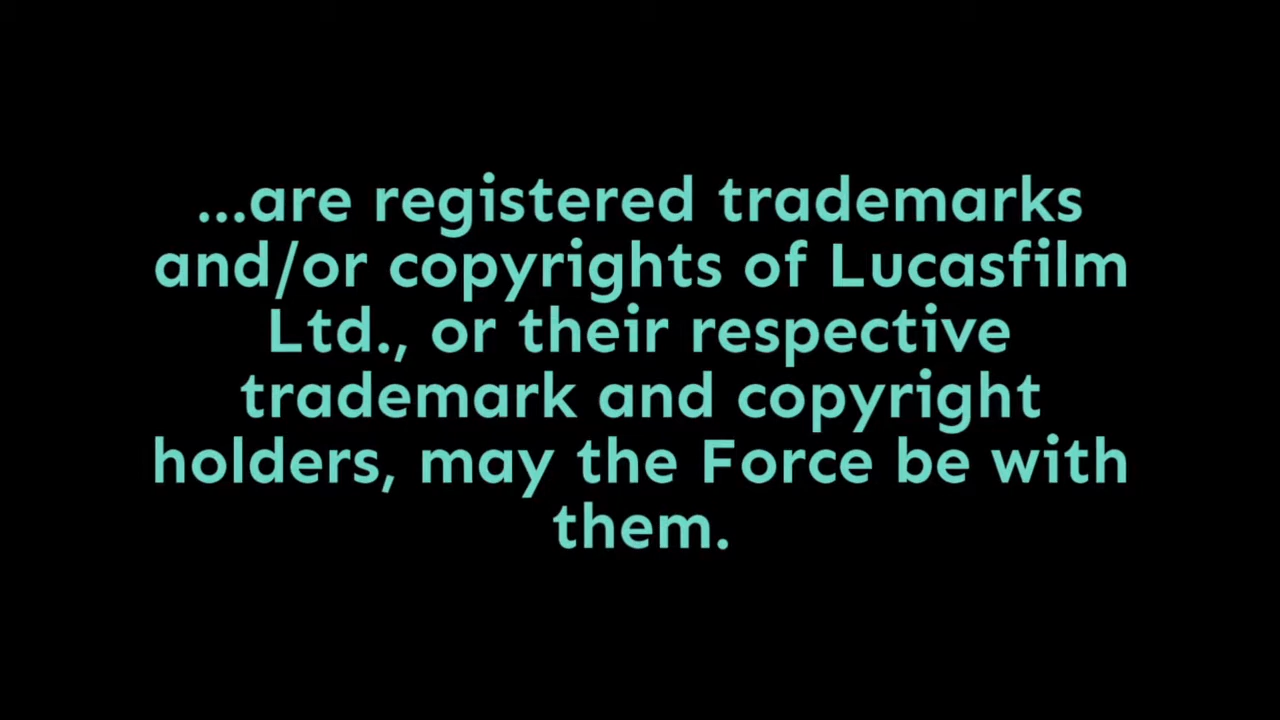 ...are registered trademarks
and/or copyrights of Lucasfilm
Ltd., or their respective
trademark and copyright
holders, may the Force be with
them.